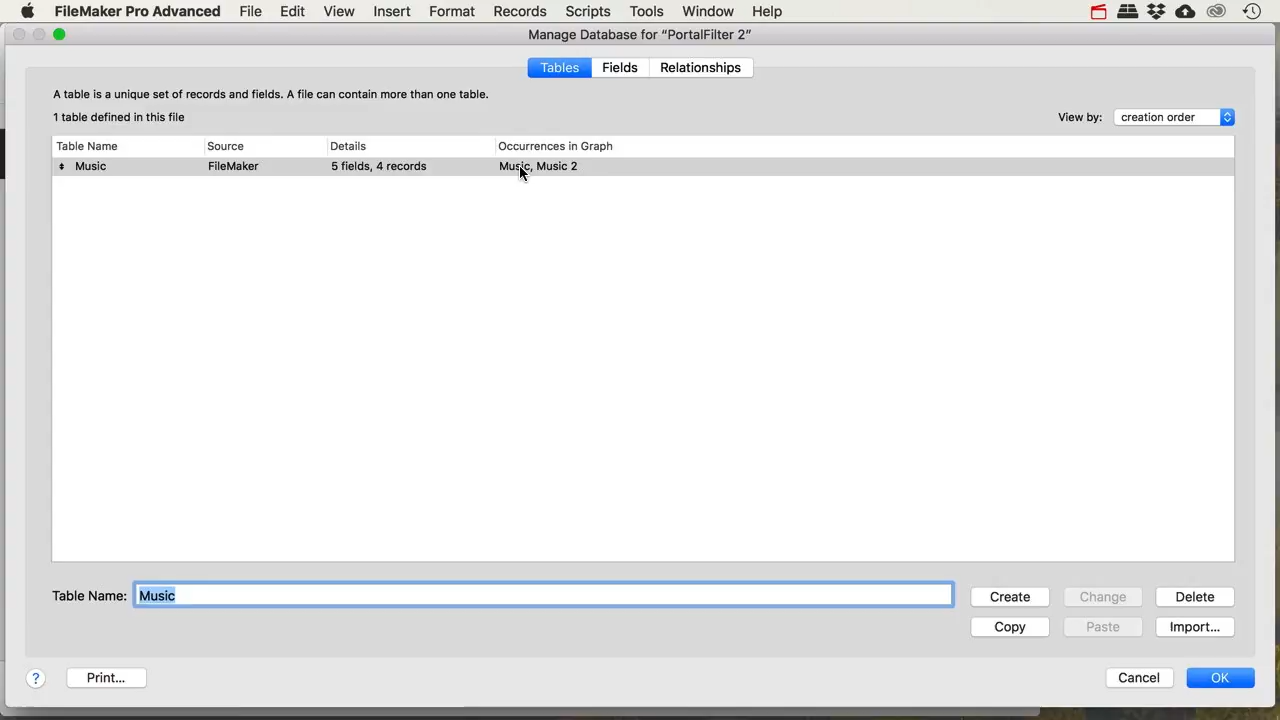 FileMaker Pro Advanced File Edit View Insert Format Records Scripts Tools Window Help
Manage Database for “PortalFilter 2”
Tables Fields Relationships
A table is a unique set of records and fields. A file can contain more than one table.
1 table defined in this file View by: creation order
Table Name Source Details Occurrences in Graph
Music FileMaker 5 fields, 4 records Music, Music 2
Table Name: Music Create Change Delete
Copy Paste Import...
? Print... Cancel OK